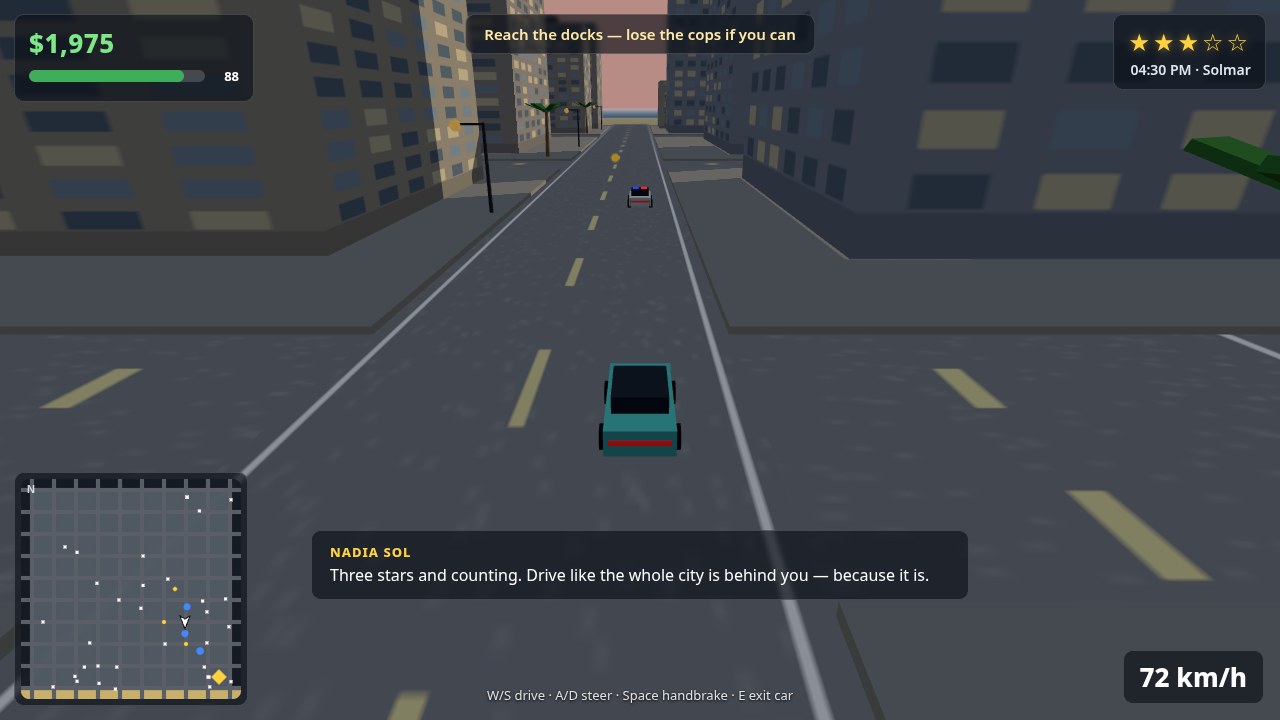 $1,975
88
Reach the docks — lose the cops if you can
★★★☆☆
04:30 PM · Solmar
N
NADIA SOL
Three stars and counting. Drive like the whole city is behind you — because it is.
W/S drive · A/D steer · Space handbrake · E exit car
72 km/h